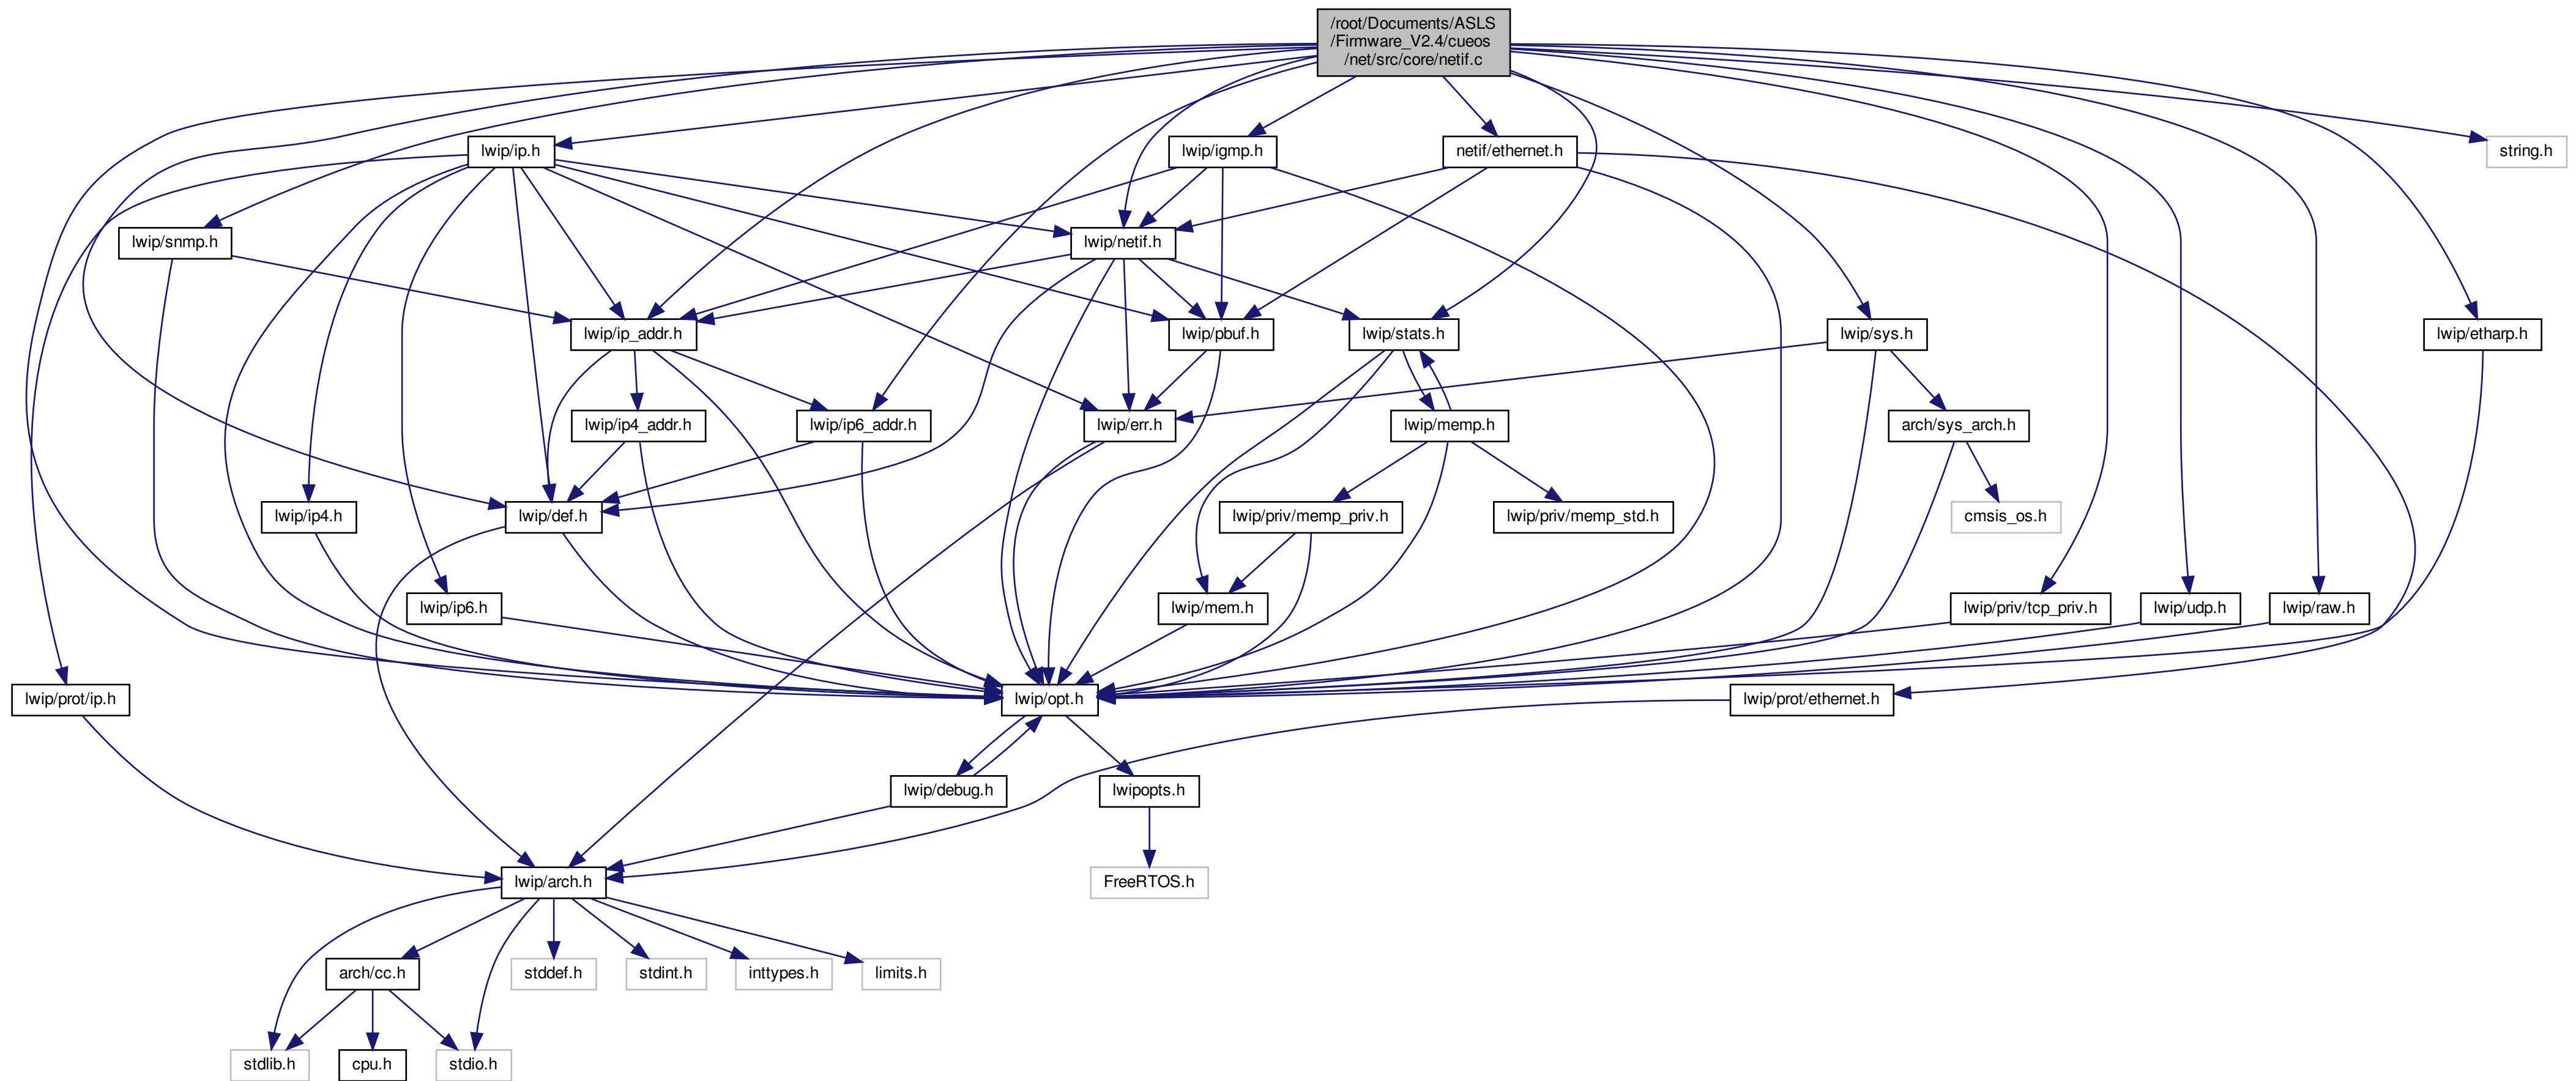 /root/Documents/ASLS
/Firmware_V2.4/cueos
/net/src/core/netif.c
lwip/ip.h
lwip/igmp.h
netif/ethernet.h
string.h
lwip/snmp.h
lwip/netif.h
lwip/ip_addr.h
lwip/pbuf.h
lwip/stats.h
lwip/sys.h
lwip/etharp.h
lwip/ip4_addr.h
lwip/ip6_addr.h
lwip/err.h
lwip/memp.h
arch/sys_arch.h
lwip/ip4.h
lwip/def.h
lwip/priv/memp_priv.h
lwip/priv/memp_std.h
cmsis_os.h
lwip/ip6.h
lwip/mem.h
lwip/priv/tcp_priv.h
lwip/udp.h
lwip/raw.h
lwip/prot/ip.h
lwip/opt.h
lwip/prot/ethernet.h
lwip/debug.h
lwipopts.h
lwip/arch.h
FreeRTOS.h
arch/cc.h
stddef.h
stdint.h
inttypes.h
limits.h
stdlib.h
cpu.h
stdio.h